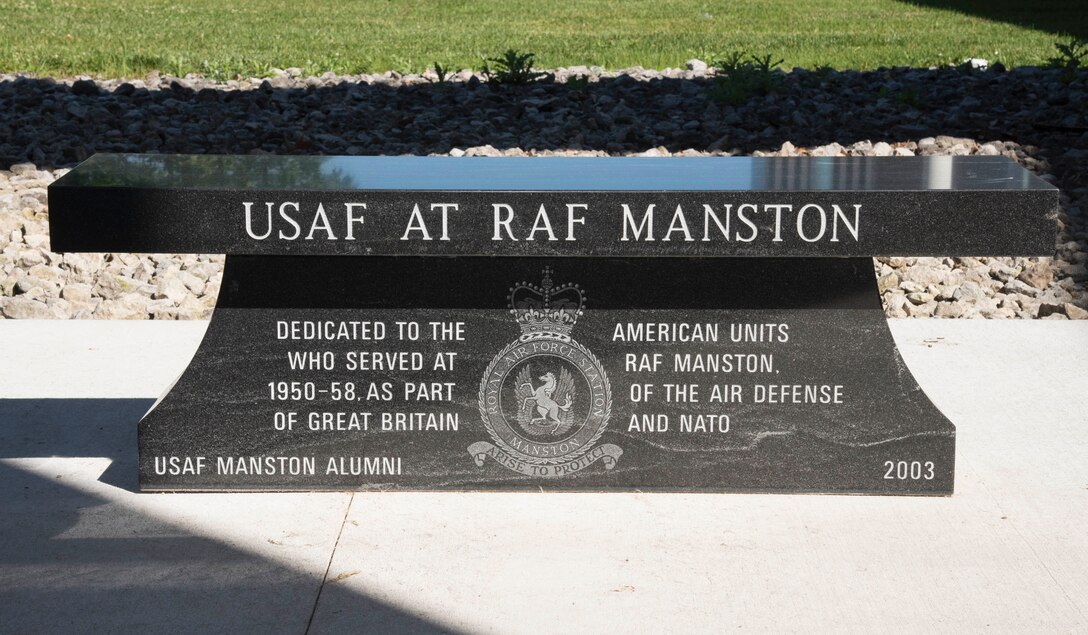 USAF AT RAF MANSTON
DEDICATED TO THE AMERICAN UNITS
WHO SERVED AT RAF MANSTON,
1950-58, AS PART OF THE AIR DEFENSE
OF GREAT BRITAIN AND NATO
ROYAL AIR FORCE STATION
MANSTON
ARISE TO PROTECT
USAF MANSTON ALUMNI 2003